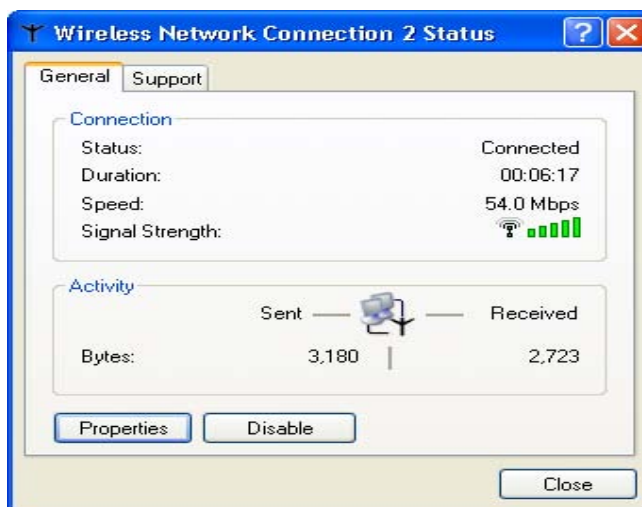 Wireless Network Connection 2 Status
General Support
Connection
Status: Connected
Duration: 00:06:17
Speed: 54.0 Mbps
Signal Strength:
Activity
Sent Received
Bytes: 3,180 2,723
Properties Disable
Close